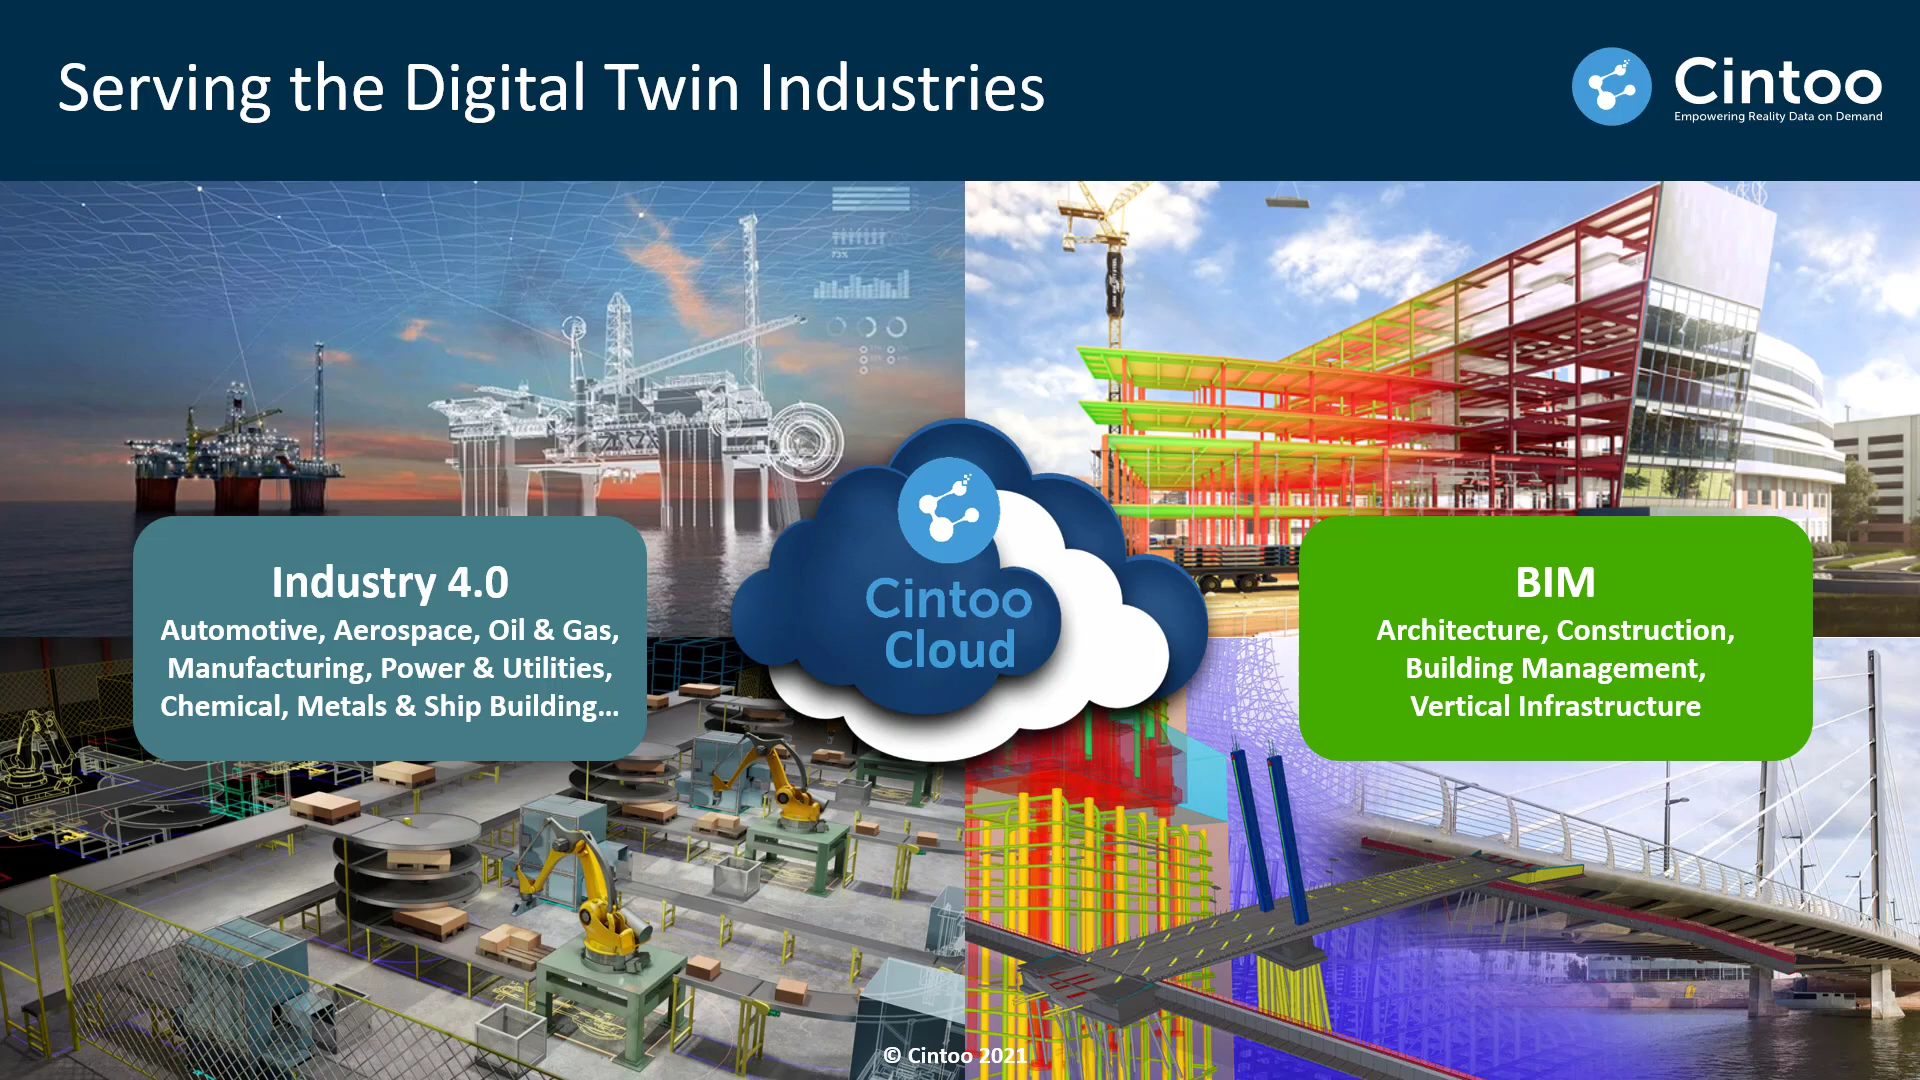 Serving the Digital Twin Industries
Cintoo
Empowering Reality Data on Demand
73%
Cintoo
Cloud
Industry 4.0
Automotive, Aerospace, Oil & Gas,
Manufacturing, Power & Utilities,
Chemical, Metals & Ship Building...
BIM
Architecture, Construction,
Building Management,
Vertical Infrastructure
© Cintoo 2021